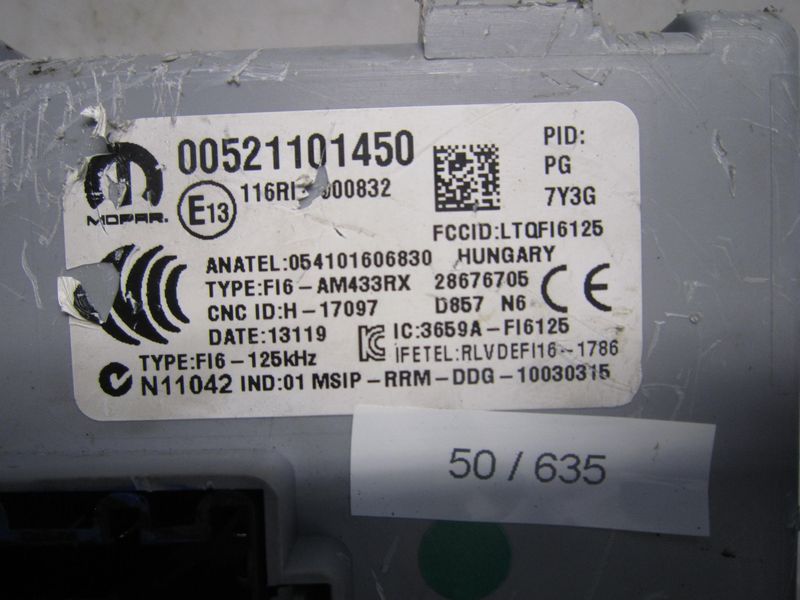 00521101450
PID:
MOPAR.
E13
116RI 000832
PG
7Y3G
FCCID:LTQFI6125
ANATEL:054101606830 HUNGARY
TYPE:FI6-AM433RX 28676705
CE
CNC ID:H-17097 D857 N6
DATE:13119 IC:3659A-FI6125
TYPE:FI6-125kHz IFETEL:RLVDEFI16-1786
N11042 IND:01 MSIP-RRM-DDG-10030315
50 / 635